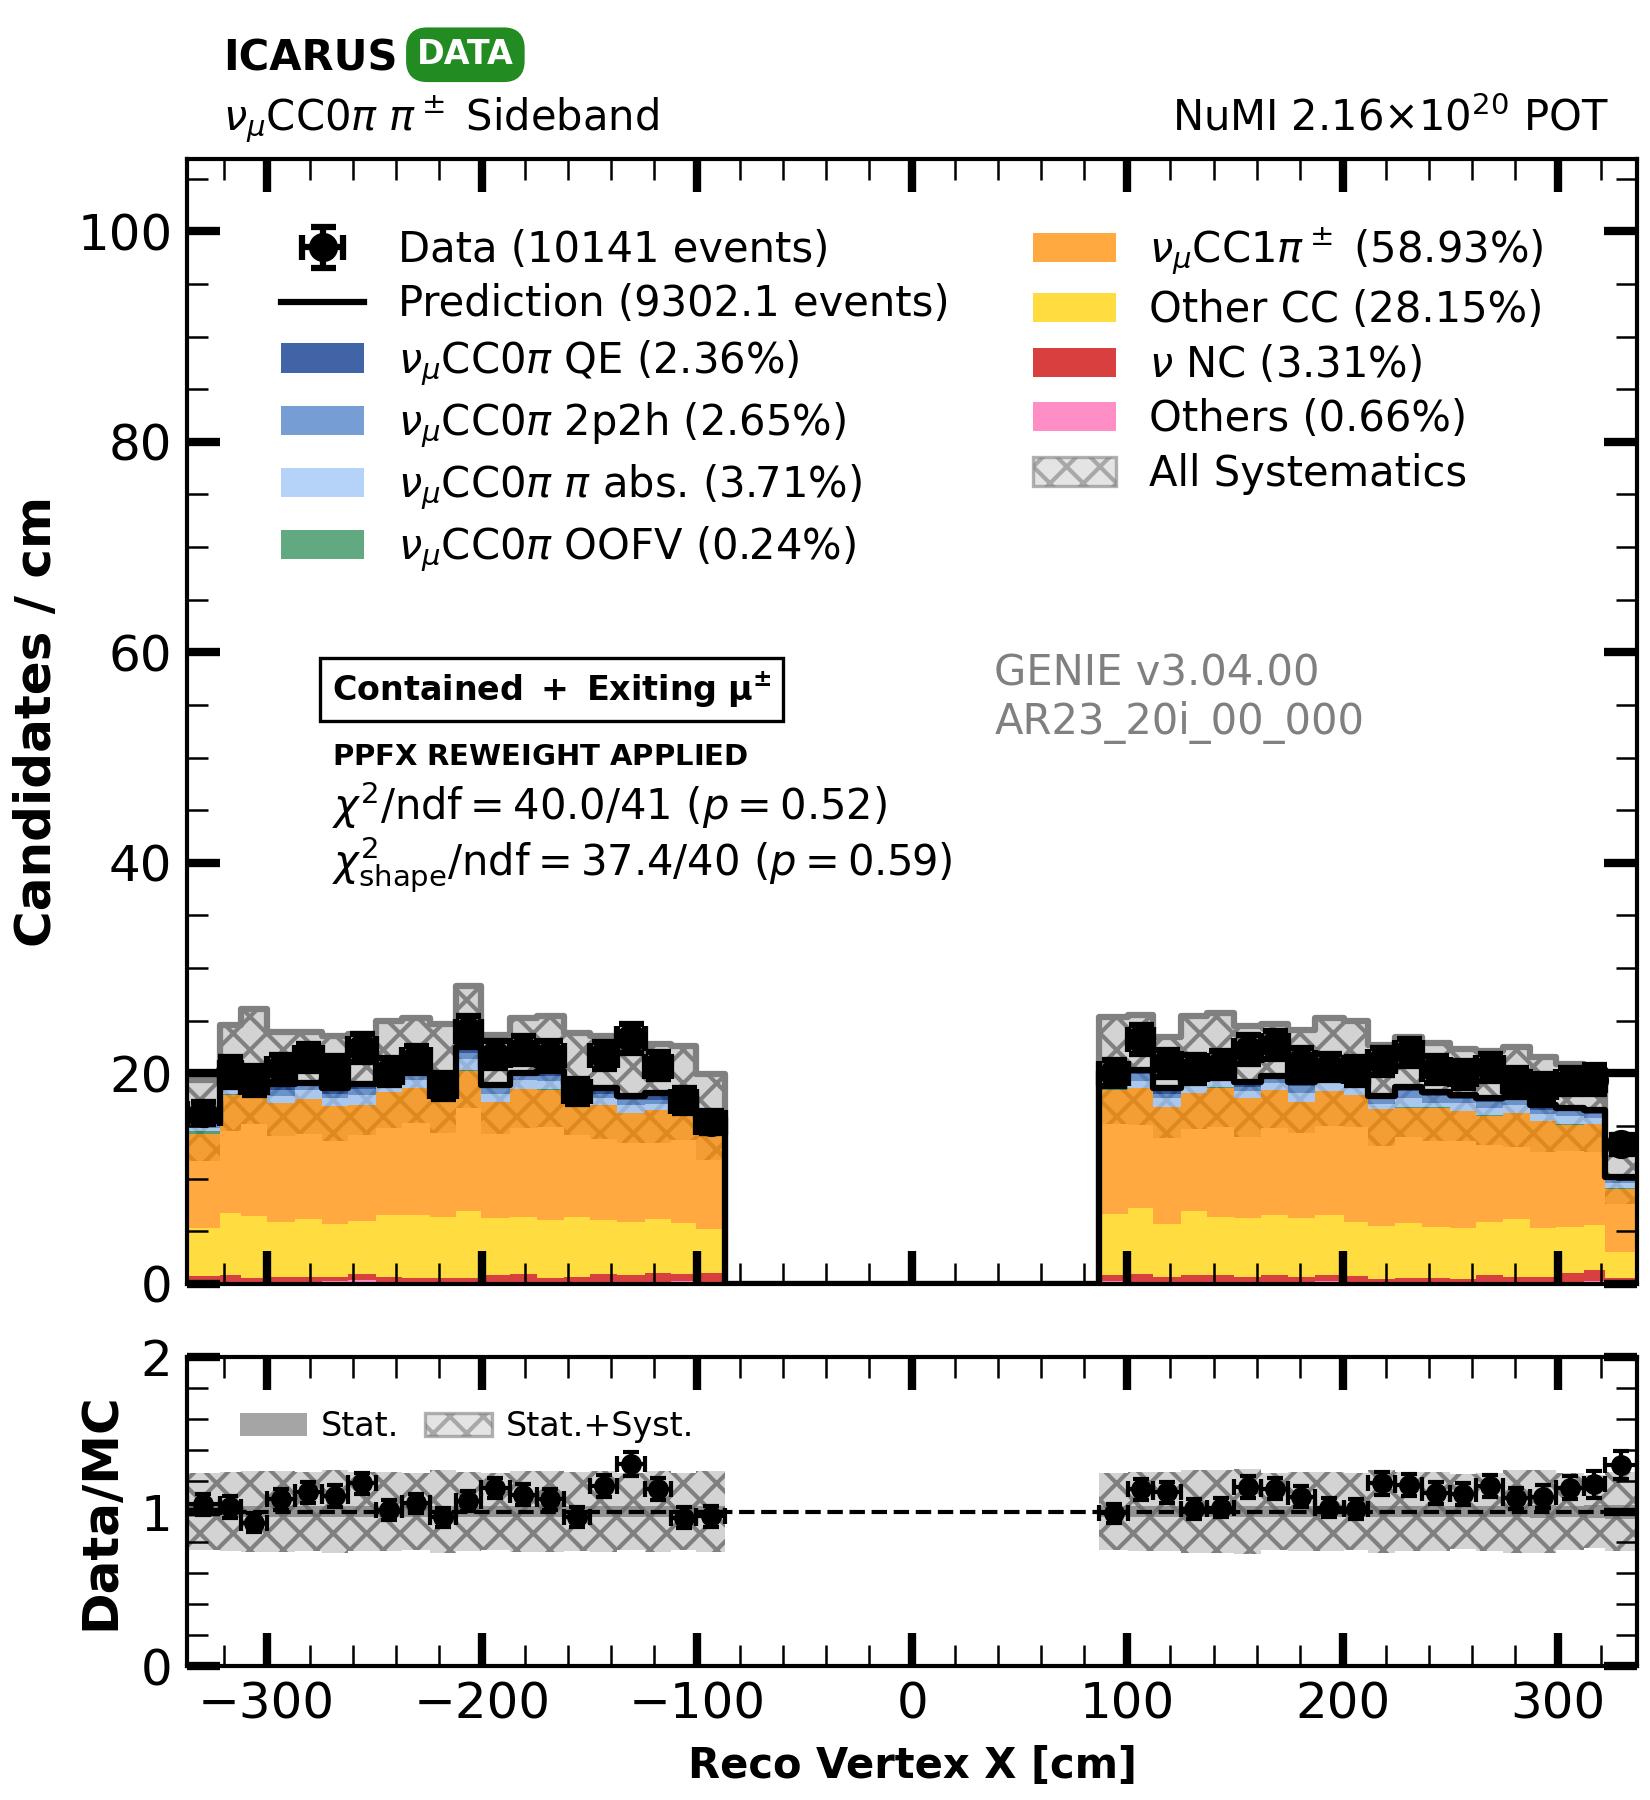 ICARUS DATA
νμCC0π π± Sideband
NuMI 2.16×10²⁰ POT
Candidates / cm
100
80
60
40
20
0
Data (10141 events)
Prediction (9302.1 events)
νμCC0π QE (2.36%)
νμCC0π 2p2h (2.65%)
νμCC0π π abs. (3.71%)
νμCC0π OOFV (0.24%)
νμCC1π± (58.93%)
Other CC (28.15%)
ν NC (3.31%)
Others (0.66%)
All Systematics
Contained + Exiting μ±
PPFX REWEIGHT APPLIED
χ²/ndf = 40.0/41 (p = 0.52)
χ²shape/ndf = 37.4/40 (p = 0.59)
GENIE v3.04.00
AR23_20i_00_000
Data/MC
2
1
0
Stat.
Stat.+Syst.
−300 −200 −100 0 100 200 300
Reco Vertex X [cm]